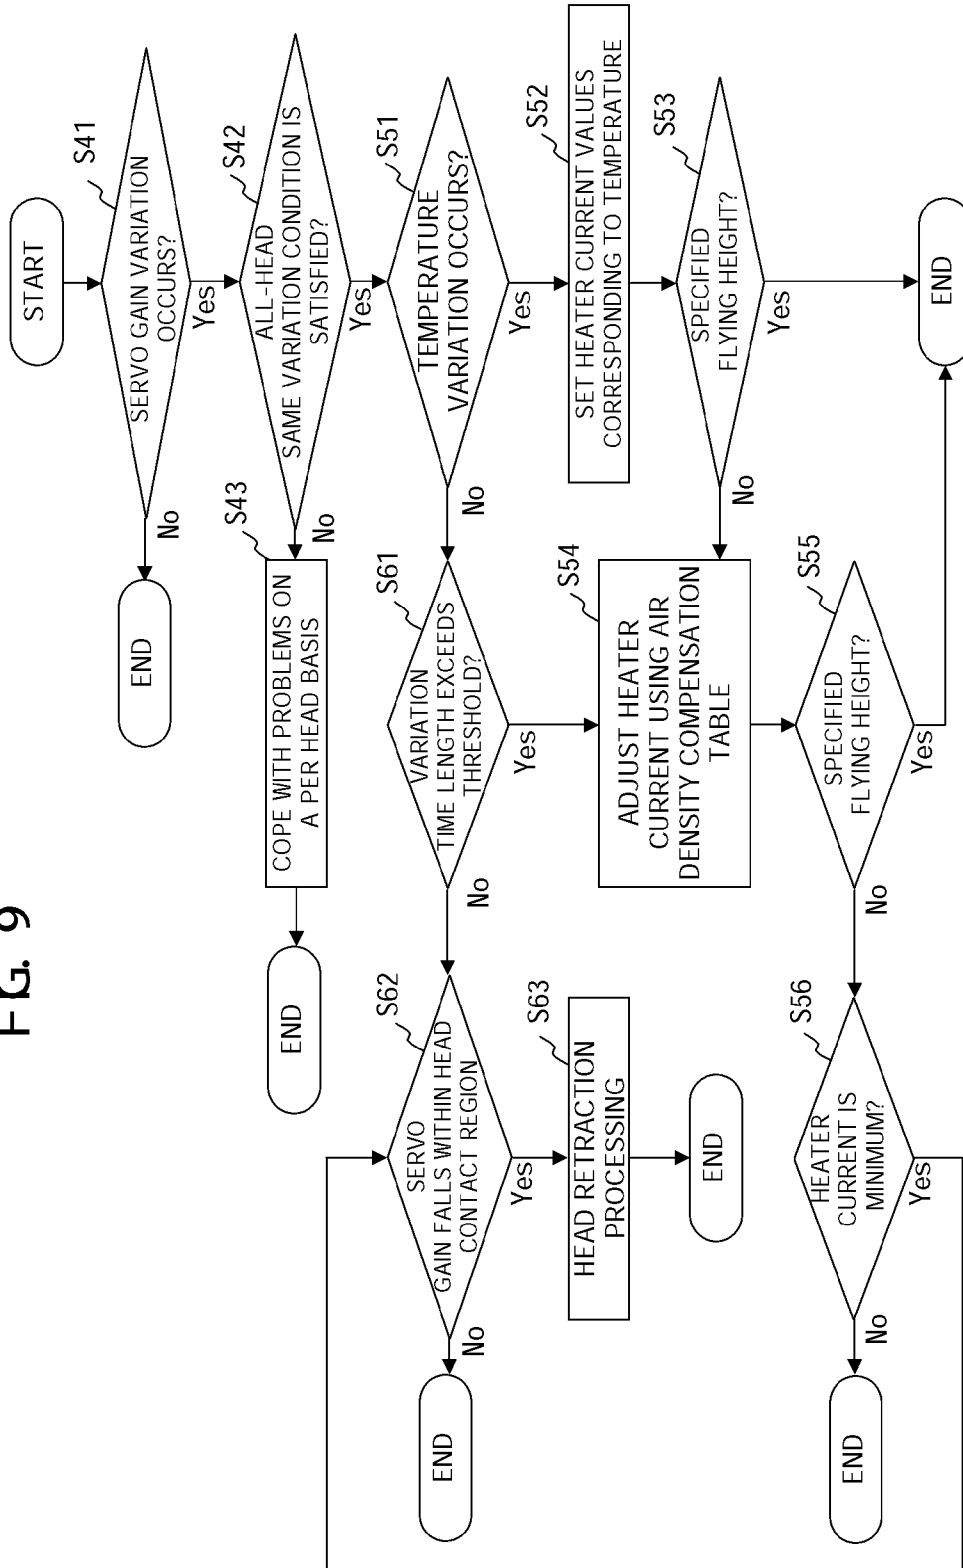 FIG. 9
START
S41
SERVO GAIN VARIATION
OCCURS?
Yes
No
END
S42
ALL-HEAD
SAME VARIATION CONDITION IS
SATISFIED?
Yes
No
S43
COPE WITH PROBLEMS ON
A PER HEAD BASIS
END
S51
TEMPERATURE
VARIATION OCCURS?
Yes
No
S52
SET HEATER CURRENT VALUES
CORRESPONDING TO TEMPERATURE
S53
SPECIFIED
FLYING HEIGHT?
Yes
No
END
S61
VARIATION
TIME LENGTH EXCEEDS
THRESHOLD?
Yes
No
S54
ADJUST HEATER
CURRENT USING AIR
DENSITY COMPENSATION
TABLE
S55
SPECIFIED
FLYING HEIGHT?
Yes
No
S62
SERVO
GAIN FALLS WITHIN HEAD
CONTACT REGION
Yes
No
END
S63
HEAD RETRACTION
PROCESSING
END
S56
HEATER
CURRENT IS
MINIMUM?
Yes
No
END